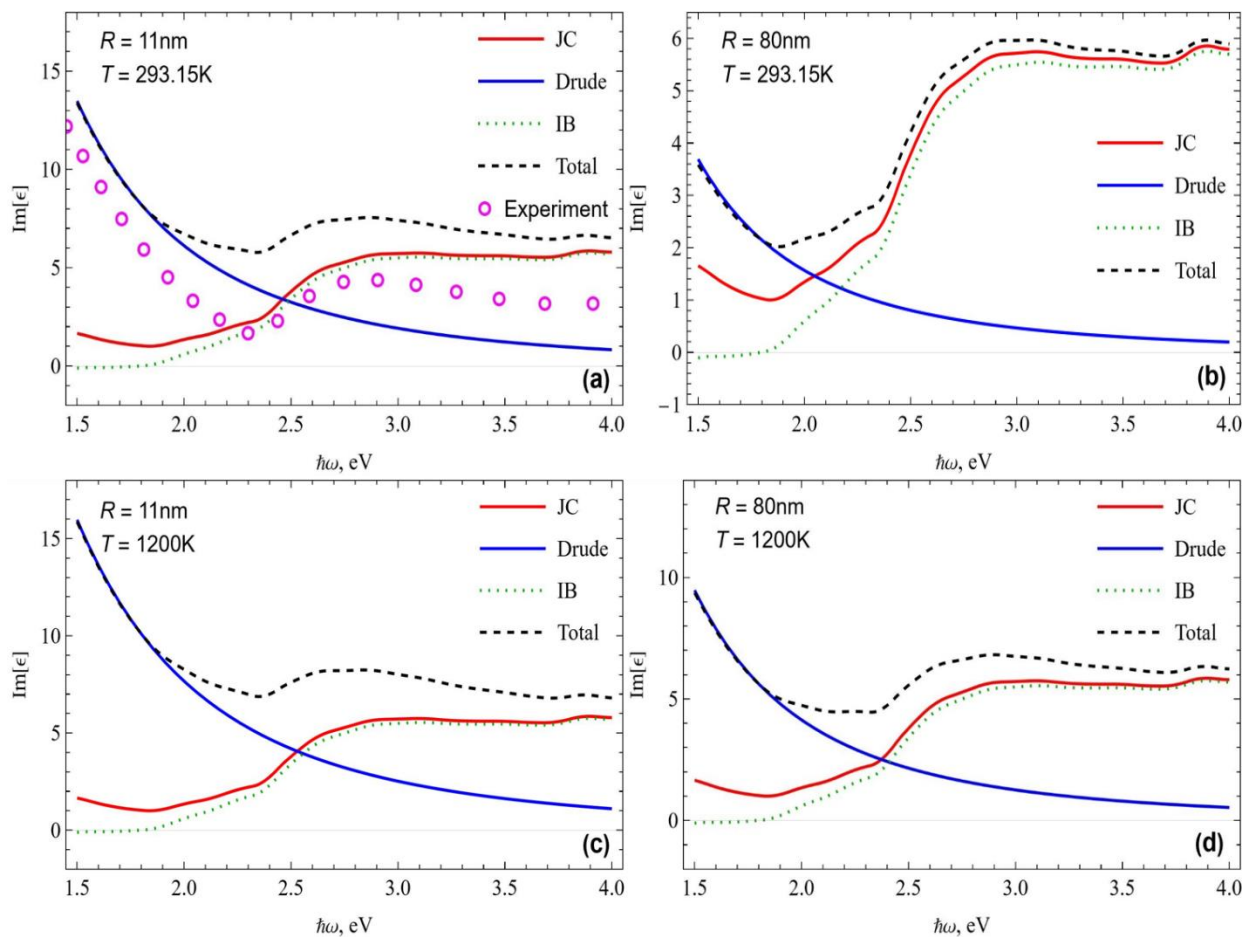 R = 11nm
T = 293.15K
JC
Drude
IB
Total
Experiment
Im[ϵ]
15
10
5
0
1.5 2.0 2.5 3.0 3.5 4.0
ħω, eV
(a)
R = 80nm
T = 293.15K
JC
Drude
IB
Total
Im[ϵ]
6
5
4
3
2
1
0
−1
1.5 2.0 2.5 3.0 3.5 4.0
ħω, eV
(b)
R = 11nm
T = 1200K
JC
Drude
IB
Total
Im[ϵ]
15
10
5
0
1.5 2.0 2.5 3.0 3.5 4.0
ħω, eV
(c)
R = 80nm
T = 1200K
JC
Drude
IB
Total
Im[ϵ]
10
5
0
1.5 2.0 2.5 3.0 3.5 4.0
ħω, eV
(d)